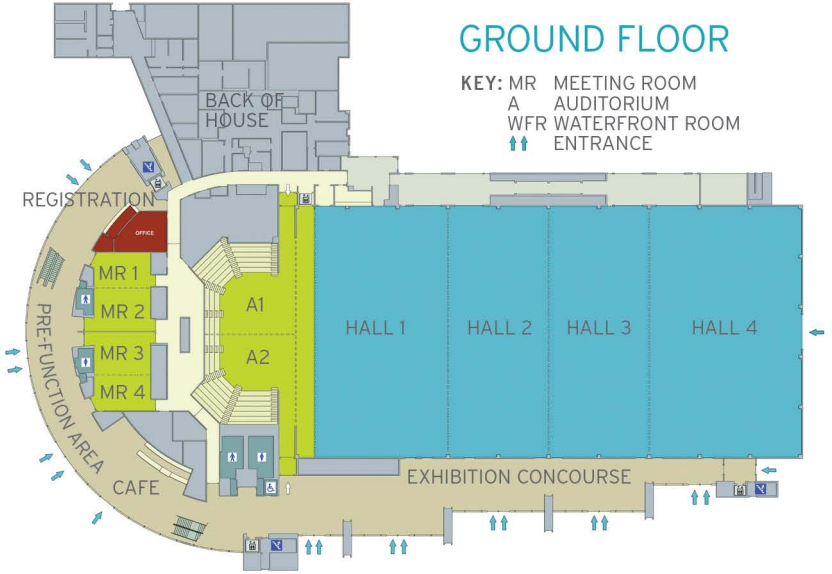 GROUND FLOOR
KEY: MR MEETING ROOM
A AUDITORIUM
WFR WATERFRONT ROOM
ENTRANCE
BACK OF
HOUSE
REGISTRATION
OFFICE
MR 1
MR 2
MR 3
MR 4
A1
A2
HALL 1
HALL 2
HALL 3
HALL 4
PRE-FUNCTION AREA
CAFE
EXHIBITION CONCOURSE